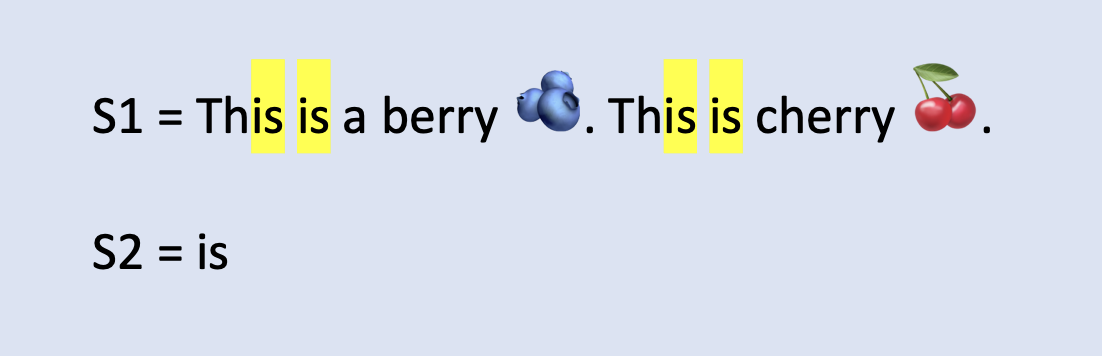 S1 = This is a berry 🫐. This is cherry 🍒.
S2 = is